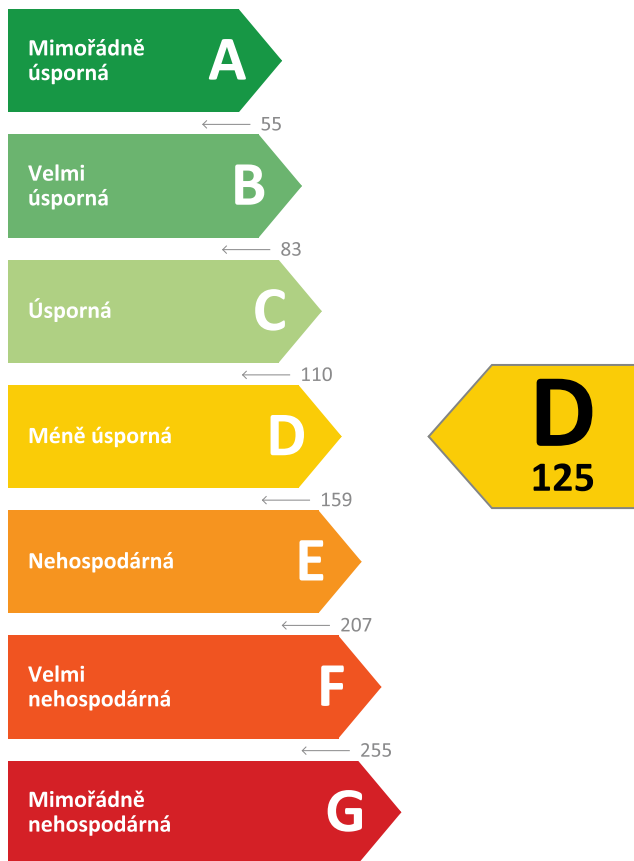 Mimořádně
úsporná
A
55
Velmi
úsporná
B
83
Úsporná
C
110
Méně úsporná
D
D
125
159
Nehospodárná
E
207
Velmi
nehospodárná
F
255
Mimořádně
nehospodárná
G